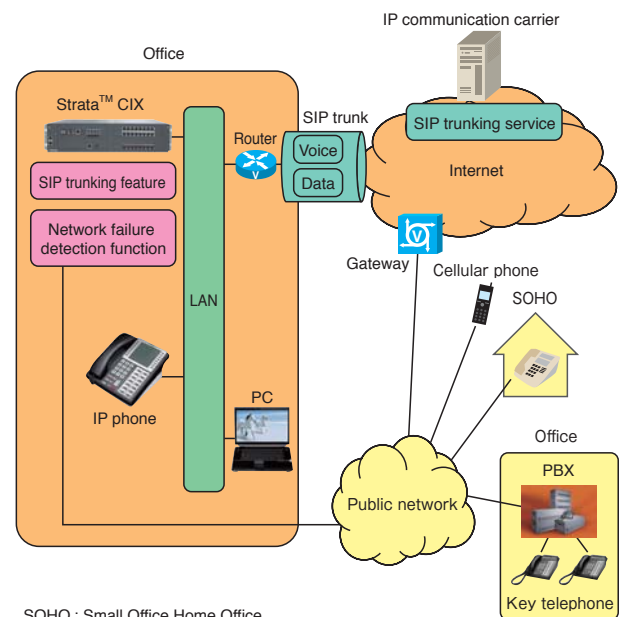 IP communication carrier
Office
Strata™ CIX
SIP trunk
SIP trunking service
Router
Voice
V
Internet
SIP trunking feature
Data
Network failure
detection function
V
Gateway
Cellular phone
LAN
SOHO
IP phone
PC
Office
PBX
Public network
Key telephone
SOHO : Small Office Home Office